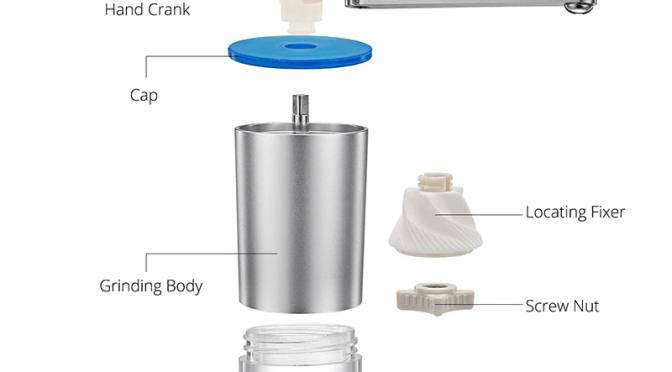 Hand Crank
Cap
Locating Fixer
Grinding Body
Screw Nut